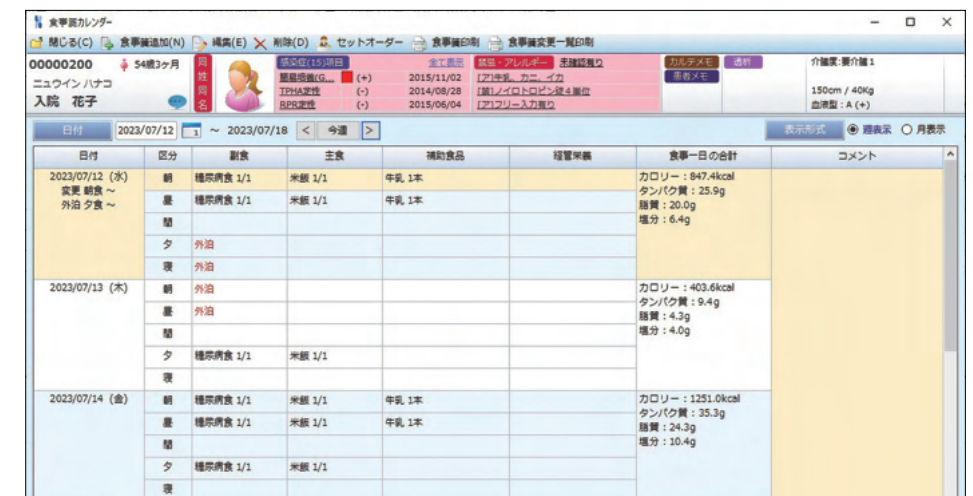 食事箋カレンダー
閉じる(C) 食事箋追加(N) 編集(E) 削除(D) セットオーダー 食事箋印刷 食事箋変更一覧印刷
00000200 54歳3ヶ月 同姓同名 感染症(15)項目 全て表示 禁忌・アレルギー 未確認有り カルテメモ 透析 介護度:要介護1
簡易培養(G... (+) 2015/11/02 [ア]牛乳, カニ, イカ 患者メモ
ニュウイン ハナコ TPHA定性 (-) 2014/08/28 [禁]ノイロトロピン錠4単位 150cm / 40Kg
入院 花子 RPR定性 (-) 2015/06/04 [ア]フリー入力有り 血液型:A (+)
日付 2023/07/12 ~ 2023/07/18 < 今週 > 表示形式 週表示 月表示
日付 区分 副食 主食 補助食品 経管栄養 食事一日の合計 コメント
2023/07/12 (水) 朝 糖尿病食 1/1 米飯 1/1 牛乳 1本 カロリー:847.4kcal
変更 朝食 ~ タンパク質:25.9g
外泊 夕食 ~ 昼 糖尿病食 1/1 米飯 1/1 牛乳 1本 脂質:20.0g
間 塩分:6.4g
夕 外泊
寝 外泊
2023/07/13 (木) 朝 外泊 カロリー:403.6kcal
タンパク質:9.4g
昼 外泊 脂質:4.3g
間 塩分:4.0g
夕 糖尿病食 1/1 米飯 1/1
寝
2023/07/14 (金) 朝 糖尿病食 1/1 米飯 1/1 牛乳 1本 カロリー:1251.0kcal
タンパク質:35.3g
昼 糖尿病食 1/1 米飯 1/1 牛乳 1本 脂質:24.3g
間 塩分:10.4g
夕 糖尿病食 1/1 米飯 1/1
寝